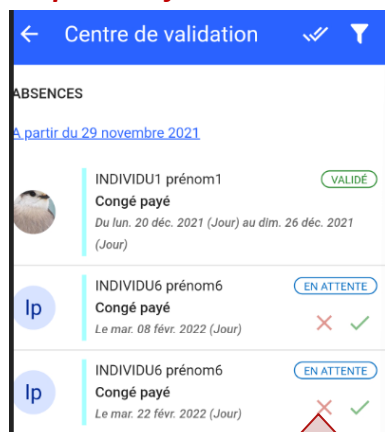 Centre de validation
ABSENCES
A partir du 29 novembre 2021
INDIVIDU1 prénom1
VALIDÉ
Congé payé
Du lun. 20 déc. 2021 (Jour) au dim. 26 déc. 2021
(Jour)
Ip
INDIVIDU6 prénom6
EN ATTENTE
Congé payé
Le mar. 08 févr. 2022 (Jour)
Ip
INDIVIDU6 prénom6
EN ATTENTE
Congé payé
Le mar. 22 févr. 2022 (Jour)